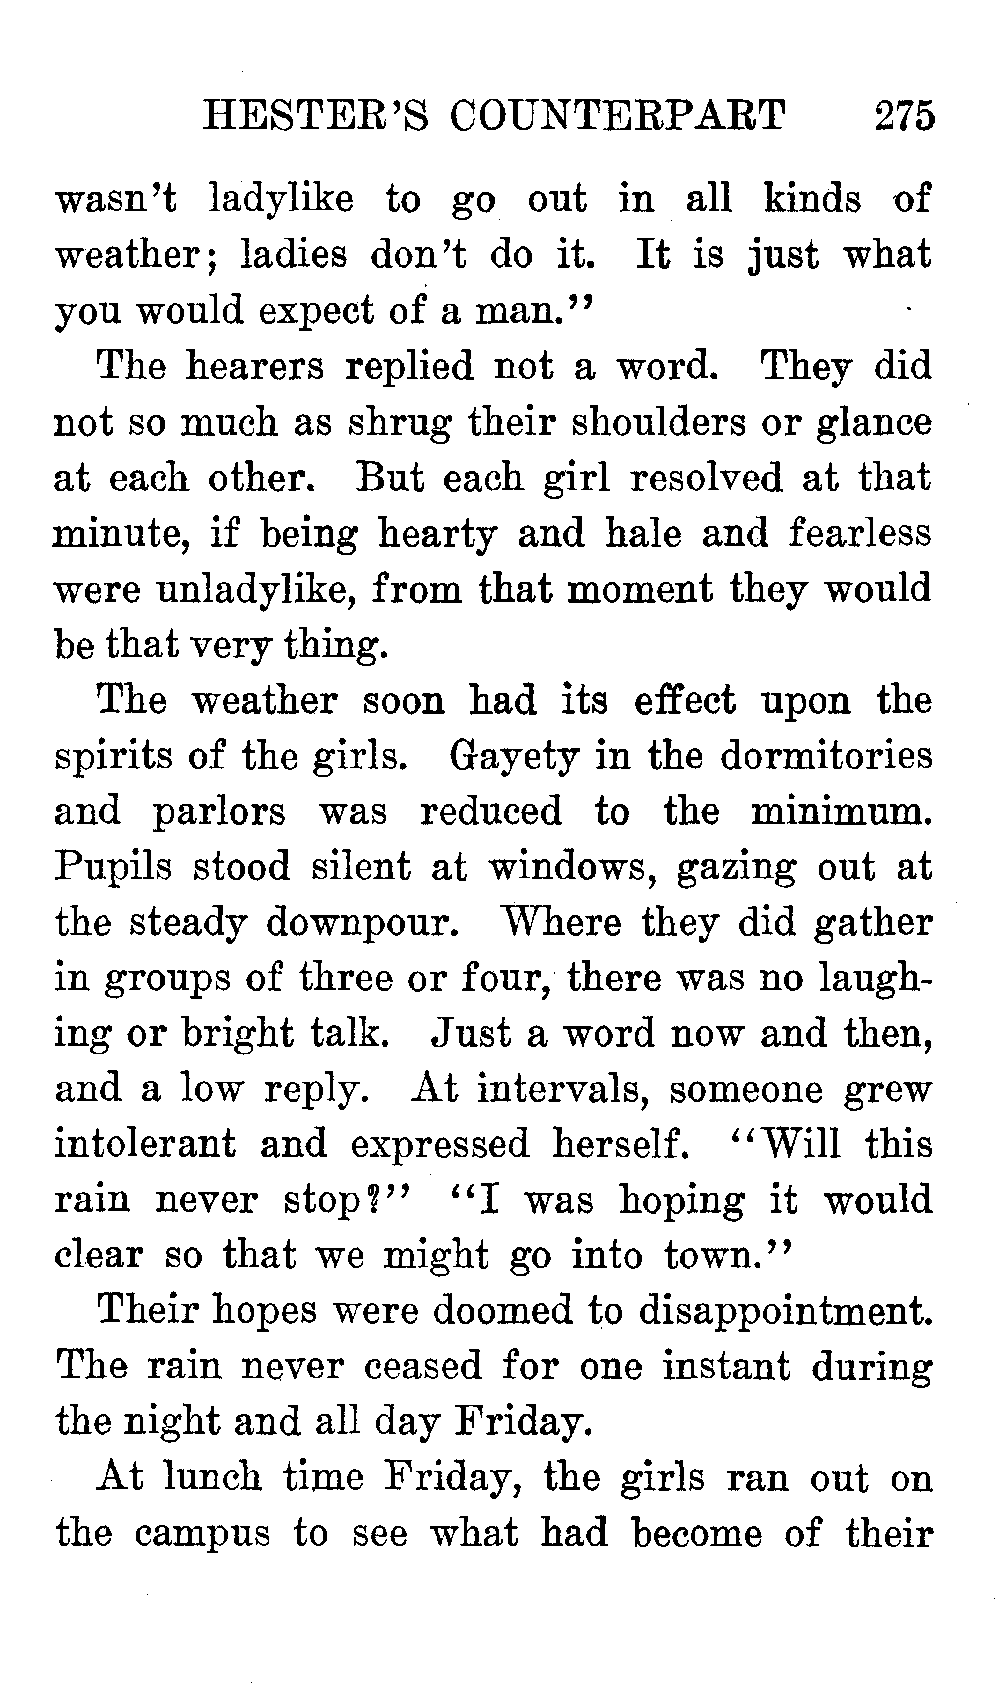 HESTER'S COUNTERPART 275
wasn't ladylike to go out in all kinds of
weather; ladies don't do it. It is just what
you would expect of a man."
The hearers replied not a word. They did
not so much as shrug their shoulders or glance
at each other. But each girl resolved at that
minute, if being hearty and hale and fearless
were unladylike, from that moment they would
be that very thing.
The weather soon had its effect upon the
spirits of the girls. Gayety in the dormitories
and parlors was reduced to the minimum.
Pupils stood silent at windows, gazing out at
the steady downpour. Where they did gather
in groups of three or four, there was no laugh-
ing or bright talk. Just a word now and then,
and a low reply. At intervals, someone grew
intolerant and expressed herself. "Will this
rain never stop?" "I was hoping it would
clear so that we might go into town."
Their hopes were doomed to disappointment.
The rain never ceased for one instant during
the night and all day Friday.
At lunch time Friday, the girls ran out on
the campus to see what had become of their